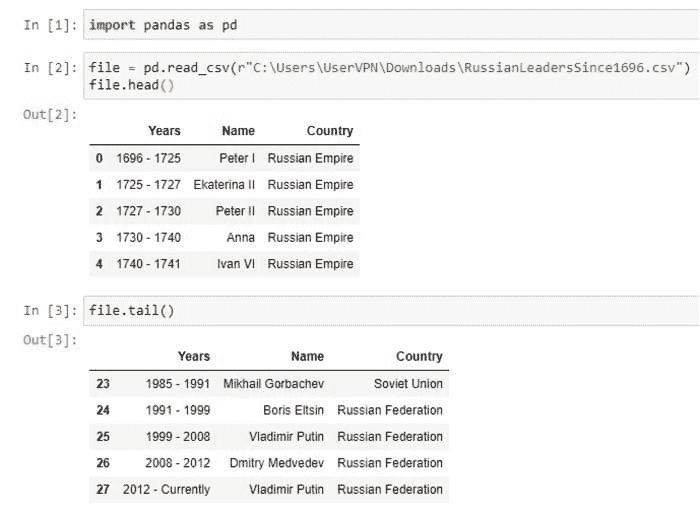 In [1]: import pandas as pd
In [2]: file = pd.read_csv(r"C:\Users\UserVPN\Downloads\RussianLeadersSince1696.csv")
file.head()
Out[2]:
Years Name Country
0 1696 - 1725 Peter I Russian Empire
1 1725 - 1727 Ekaterina II Russian Empire
2 1727 - 1730 Peter II Russian Empire
3 1730 - 1740 Anna Russian Empire
4 1740 - 1741 Ivan VI Russian Empire
In [3]: file.tail()
Out[3]:
Years Name Country
23 1985 - 1991 Mikhail Gorbachev Soviet Union
24 1991 - 1999 Boris Eltsin Russian Federation
25 1999 - 2008 Vladimir Putin Russian Federation
26 2008 - 2012 Dmitry Medvedev Russian Federation
27 2012 - Currently Vladimir Putin Russian Federation